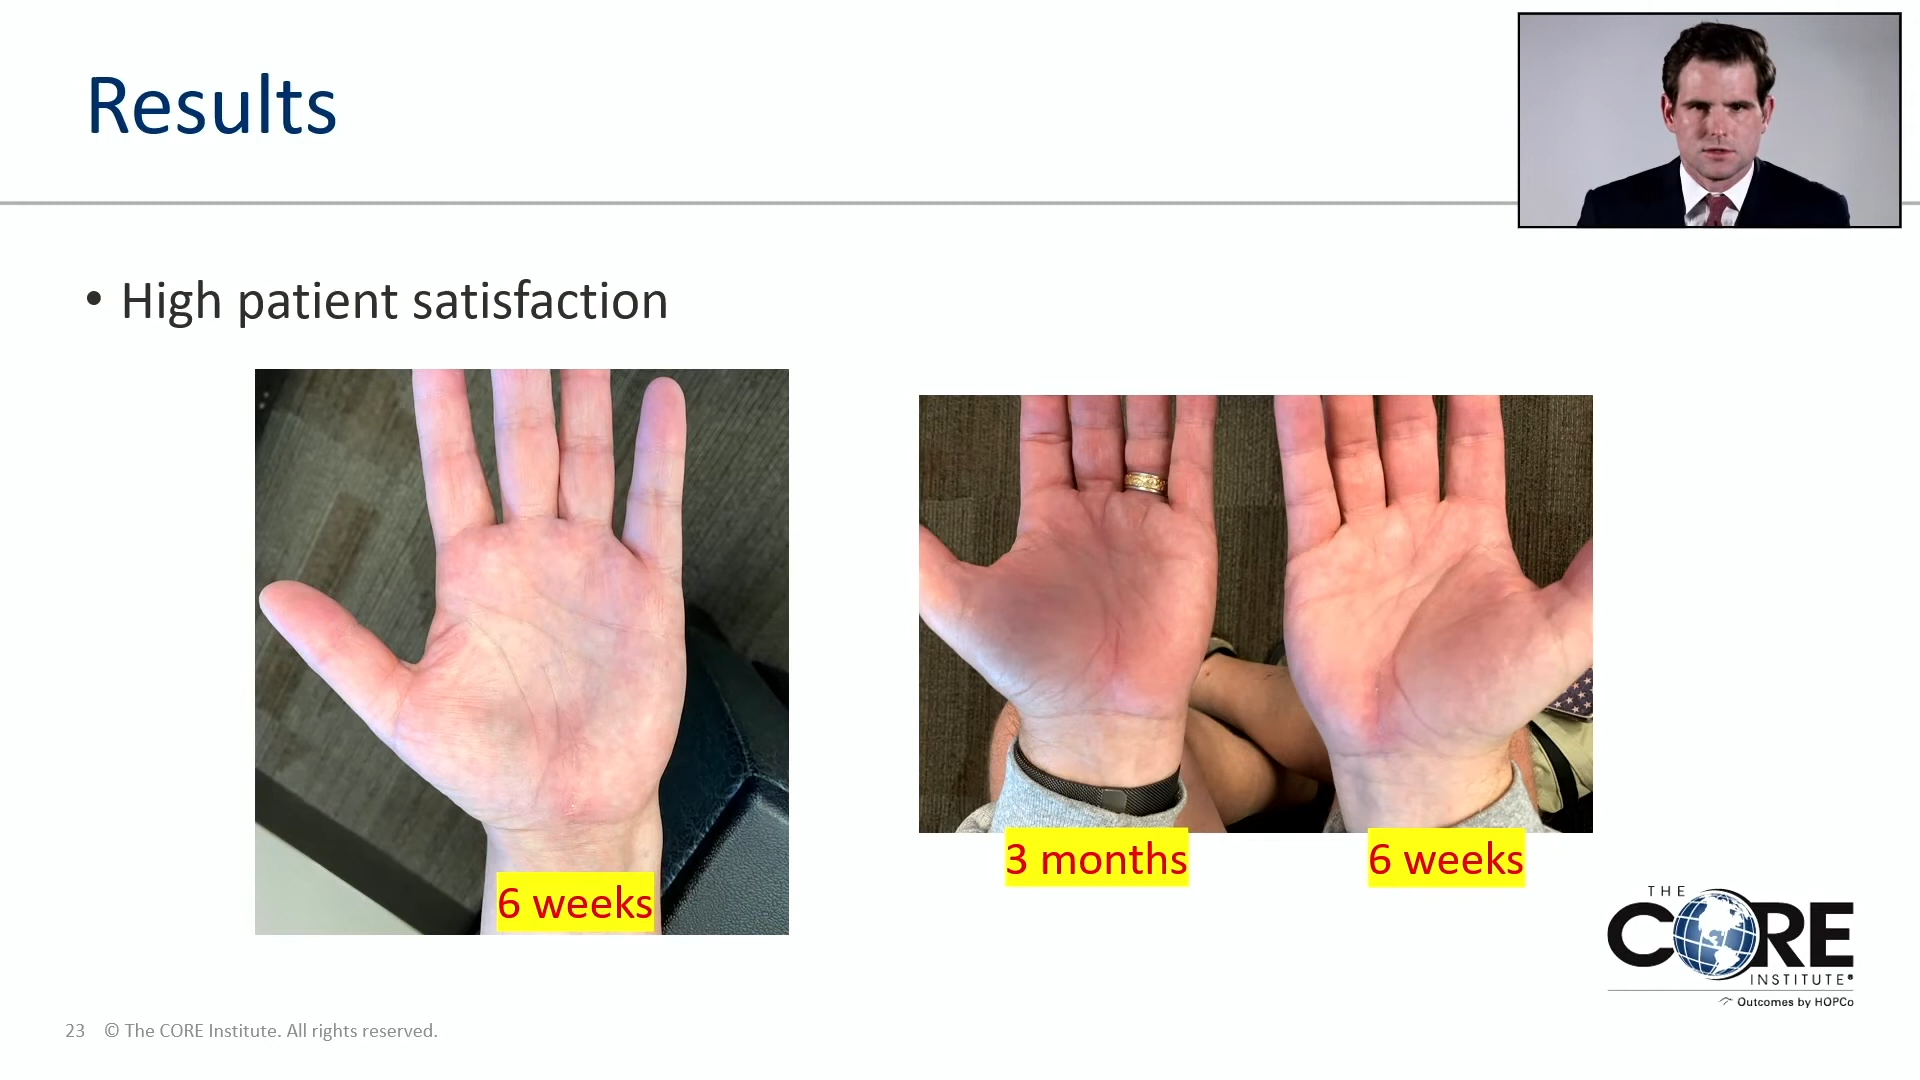 Results
• High patient satisfaction
6 weeks
3 months
6 weeks
THE
CORE
INSTITUTE®
Outcomes by HOPCo
23 © The CORE Institute. All rights reserved.